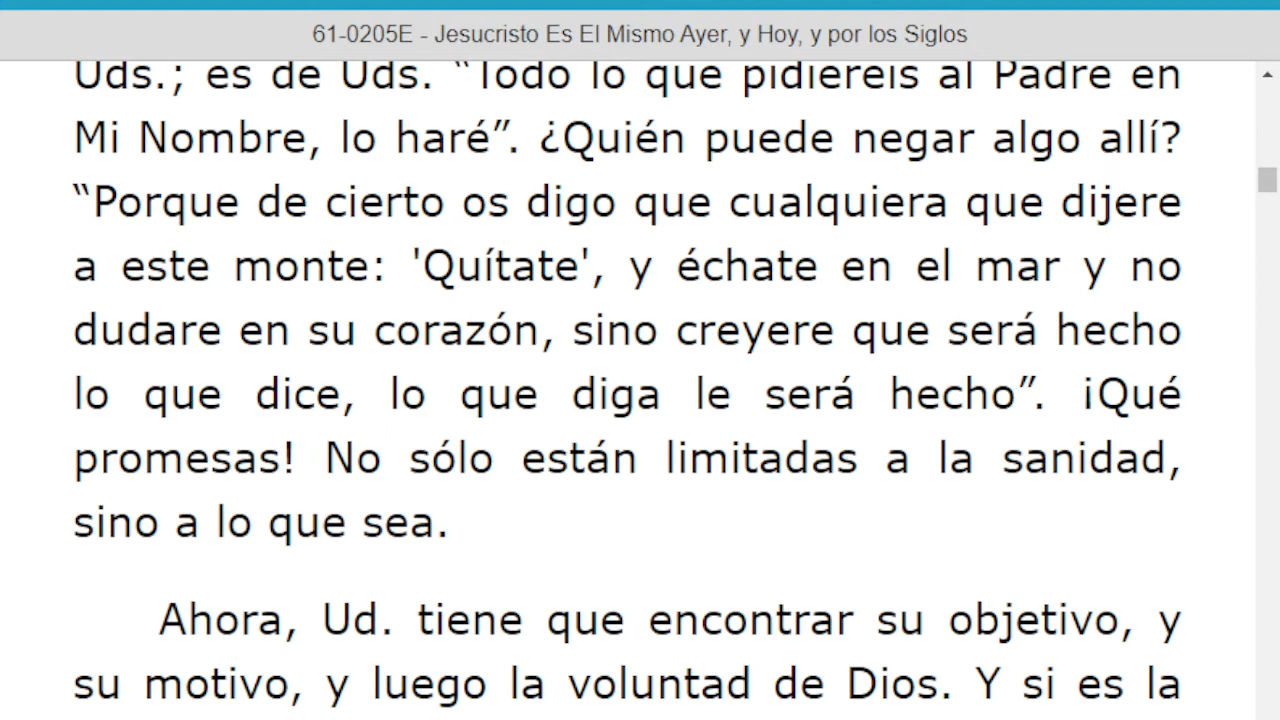 61-0205E - Jesucristo Es El Mismo Ayer, y Hoy, y por los Siglos
Uds.; es de Uds. “Todo lo que pidiereis al Padre en
Mi Nombre, lo haré”. ¿Quién puede negar algo allí?
“Porque de cierto os digo que cualquiera que dijere
a este monte: 'Quítate', y échate en el mar y no
dudare en su corazón, sino creyere que será hecho
lo que dice, lo que diga le será hecho”. ¡Qué
promesas! No sólo están limitadas a la sanidad,
sino a lo que sea.
Ahora, Ud. tiene que encontrar su objetivo, y
su motivo, y luego la voluntad de Dios. Y si es la